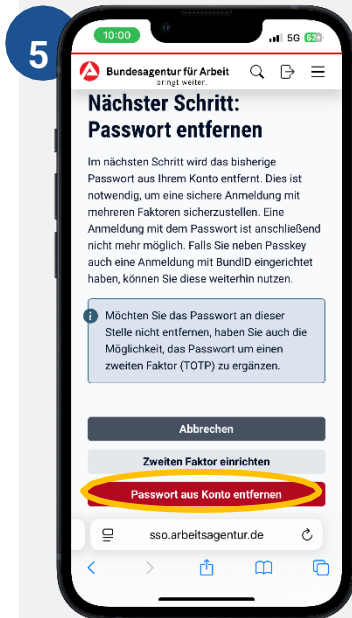 5
10:00
5G 62
Bundesagentur für Arbeit
bringt weiter.
Nächster Schritt:
Passwort entfernen
Im nächsten Schritt wird das bisherige
Passwort aus Ihrem Konto entfernt. Dies ist
notwendig, um eine sichere Anmeldung mit
mehreren Faktoren sicherzustellen. Eine
Anmeldung mit dem Passwort ist anschließend
nicht mehr möglich. Falls Sie neben Passkey
auch eine Anmeldung mit BundID eingerichtet
haben, können Sie diese weiterhin nutzen.
Möchten Sie das Passwort an dieser
Stelle nicht entfernen, haben Sie auch die
Möglichkeit, das Passwort um einen
zweiten Faktor (TOTP) zu ergänzen.
Abbrechen
Zweiten Faktor einrichten
Passwort aus Konto entfernen
sso.arbeitsagentur.de